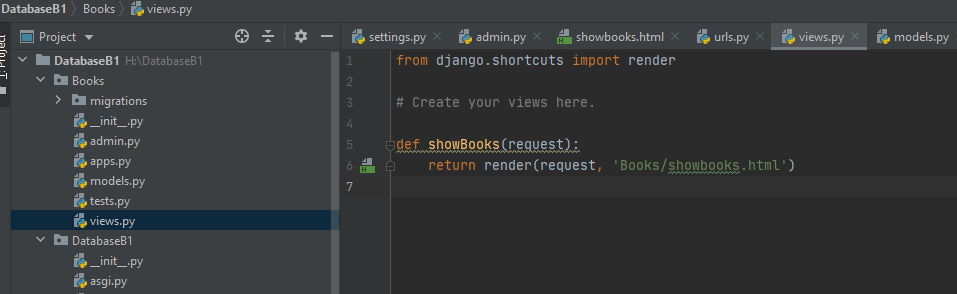 DatabaseB1 > Books > views.py
Project
settings.py × admin.py × showbooks.html × urls.py × views.py × models.py
1: Project
DatabaseB1 H:\DatabaseB1
Books
migrations
__init__.py
admin.py
apps.py
models.py
tests.py
views.py
DatabaseB1
__init__.py
asgi.py
1 from django.shortcuts import render
2
3 # Create your views here.
4
5 def showBooks(request):
6     return render(request, 'Books/showbooks.html')
7